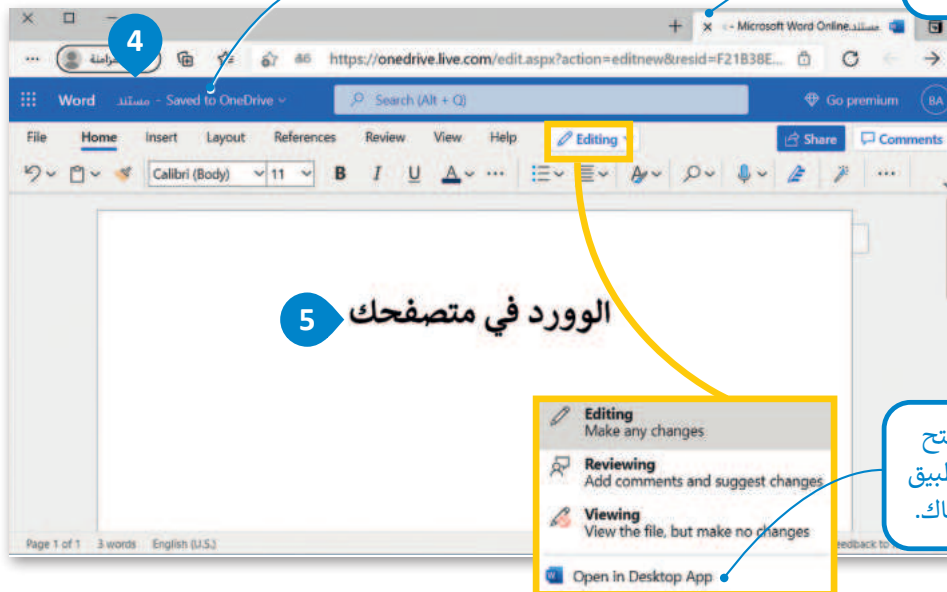 مستند - Microsoft Word Online
مزامنة
https://onedrive.live.com/edit.aspx?action=editnew&resid=F21B38E...
4
Word مستند - Saved to OneDrive
Search (Alt + Q)
Go premium
BA
File Home Insert Layout References Review View Help Editing Share Comments
Calibri (Body) 11 B I U A ...
5
الوورد في متصفحك
Editing
Make any changes
Reviewing
Add comments and suggest changes
Viewing
View the file, but make no changes
Open in Desktop App
Page 1 of 1 3 words English (U.S.)